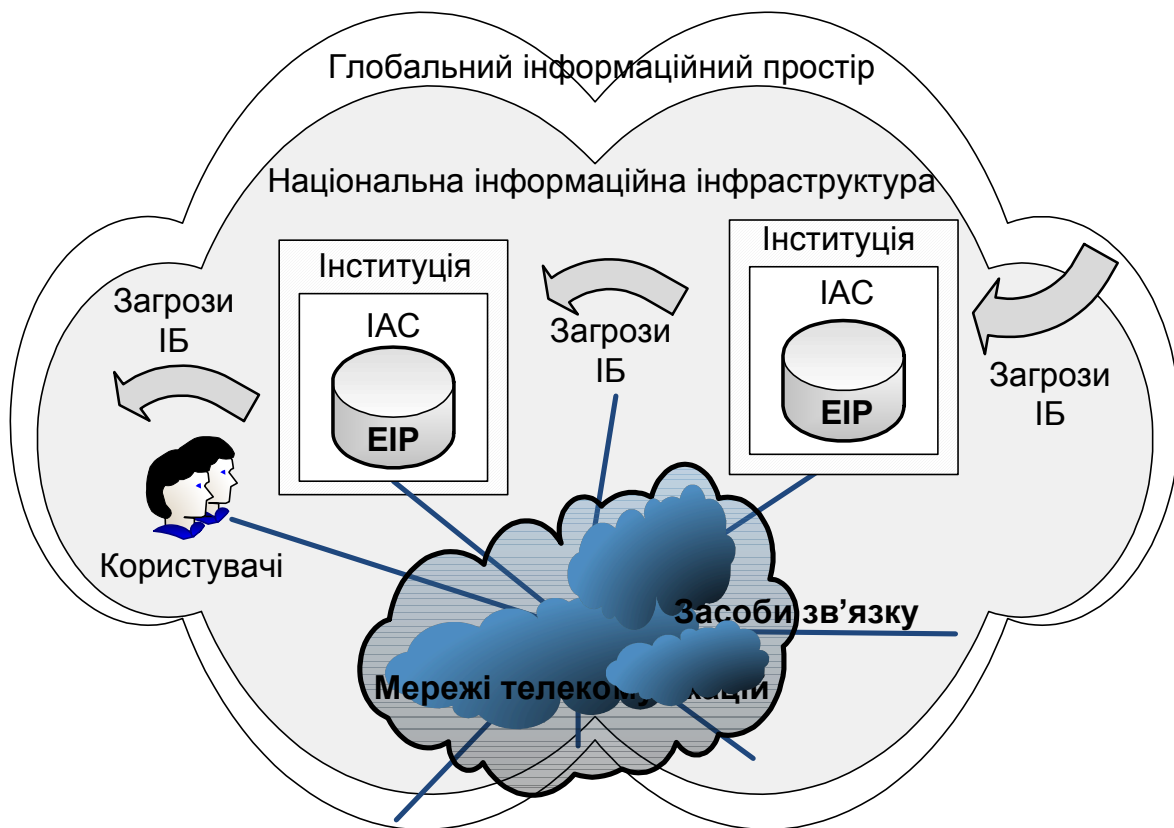 Глобальний інформаційний простір
Національна інформаційна інфраструктура
Інституція
ІАС
ЕІР
Інституція
ІАС
ЕІР
Загрози
ІБ
Загрози
ІБ
Загрози
ІБ
Користувачі
Засоби зв’язку
Мережі телекомунікацій